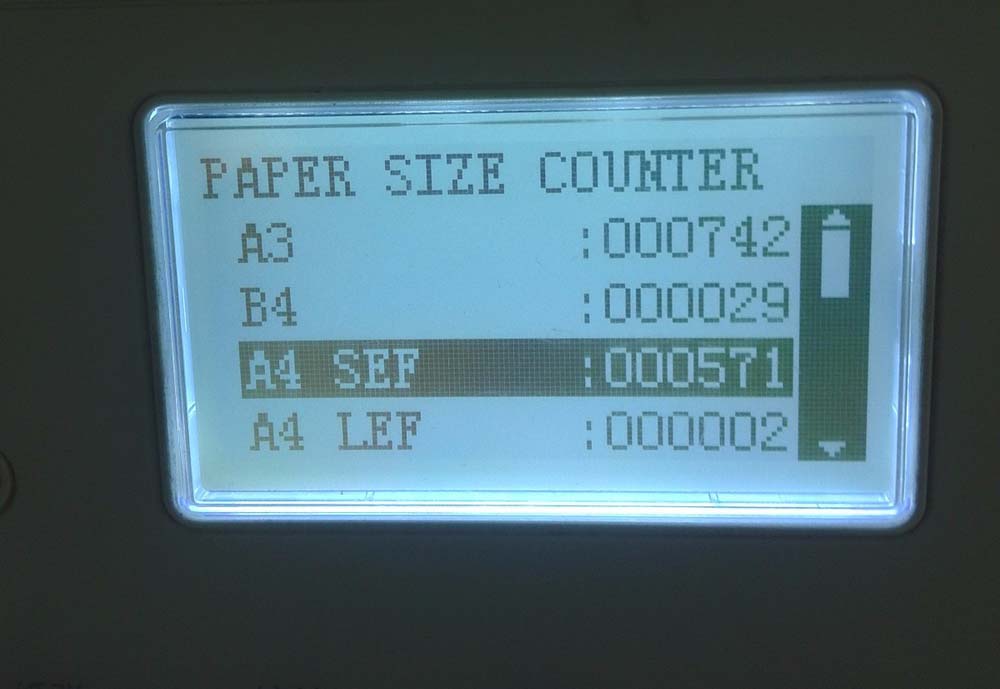 PAPER SIZE COUNTER
A3 :000742
B4 :000029
A4 SEF :000571
A4 LEF :000002